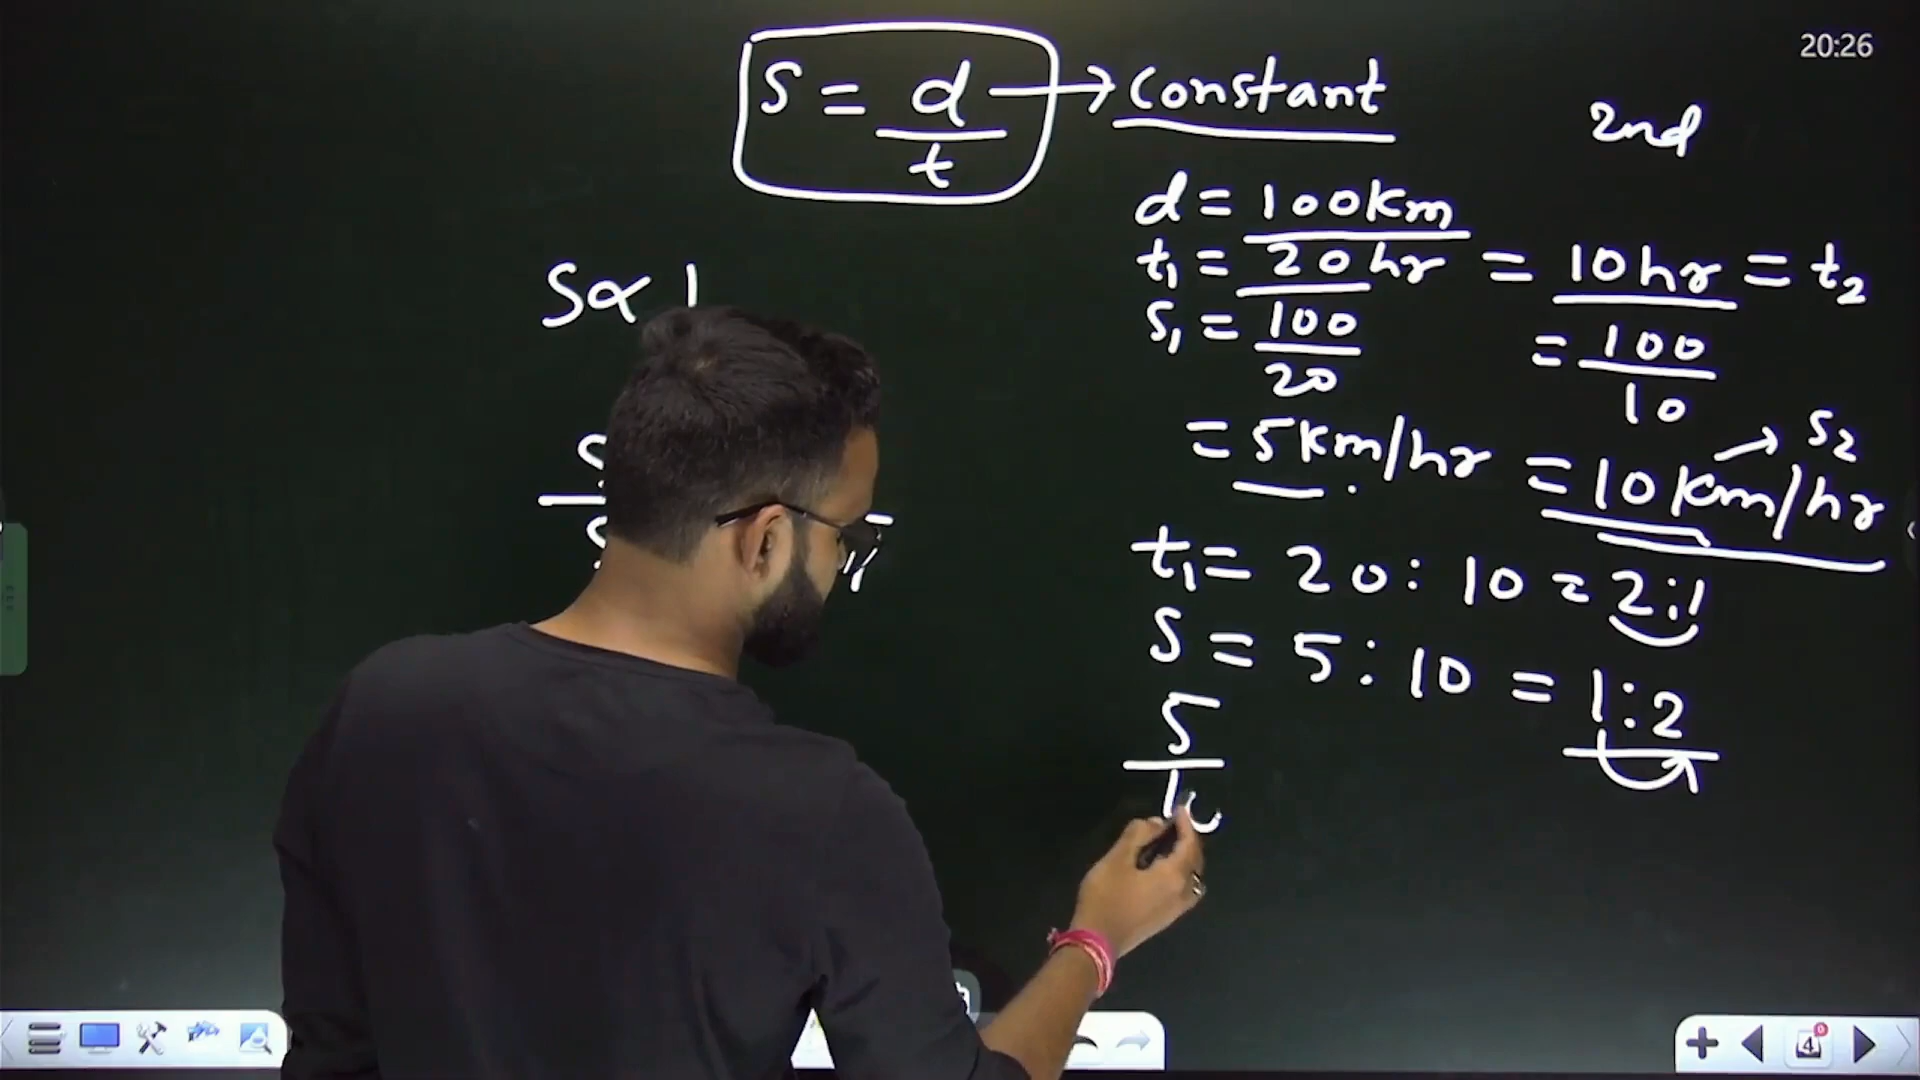 20:26
S = d/t → Constant
2nd
d = 100Km
t₁ = 20hr = 10hr = t₂
S∝ 1
S₁ = 100/20 = 100/10
= 5Km/hr = 10Km/hr → S₂
t₁ = 20 : 10 = 2:1
S = 5 : 10 = 1:2
5/10
4